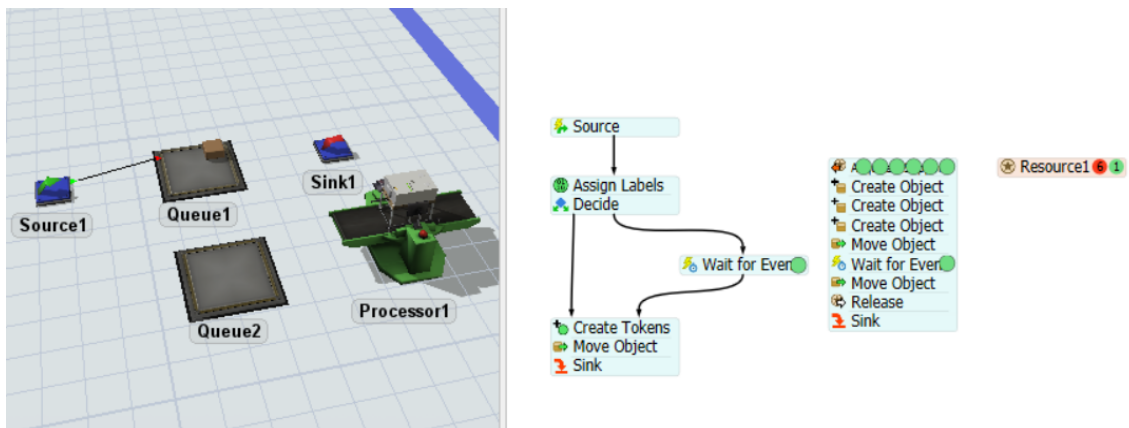 Source1
Queue1
Sink1
Queue2
Processor1
Source
Assign Labels
Decide
Wait for Even
Create Tokens
Move Object
Sink
Create Object
Create Object
Create Object
Move Object
Wait for Even
Move Object
Release
Sink
Resource1 6 1